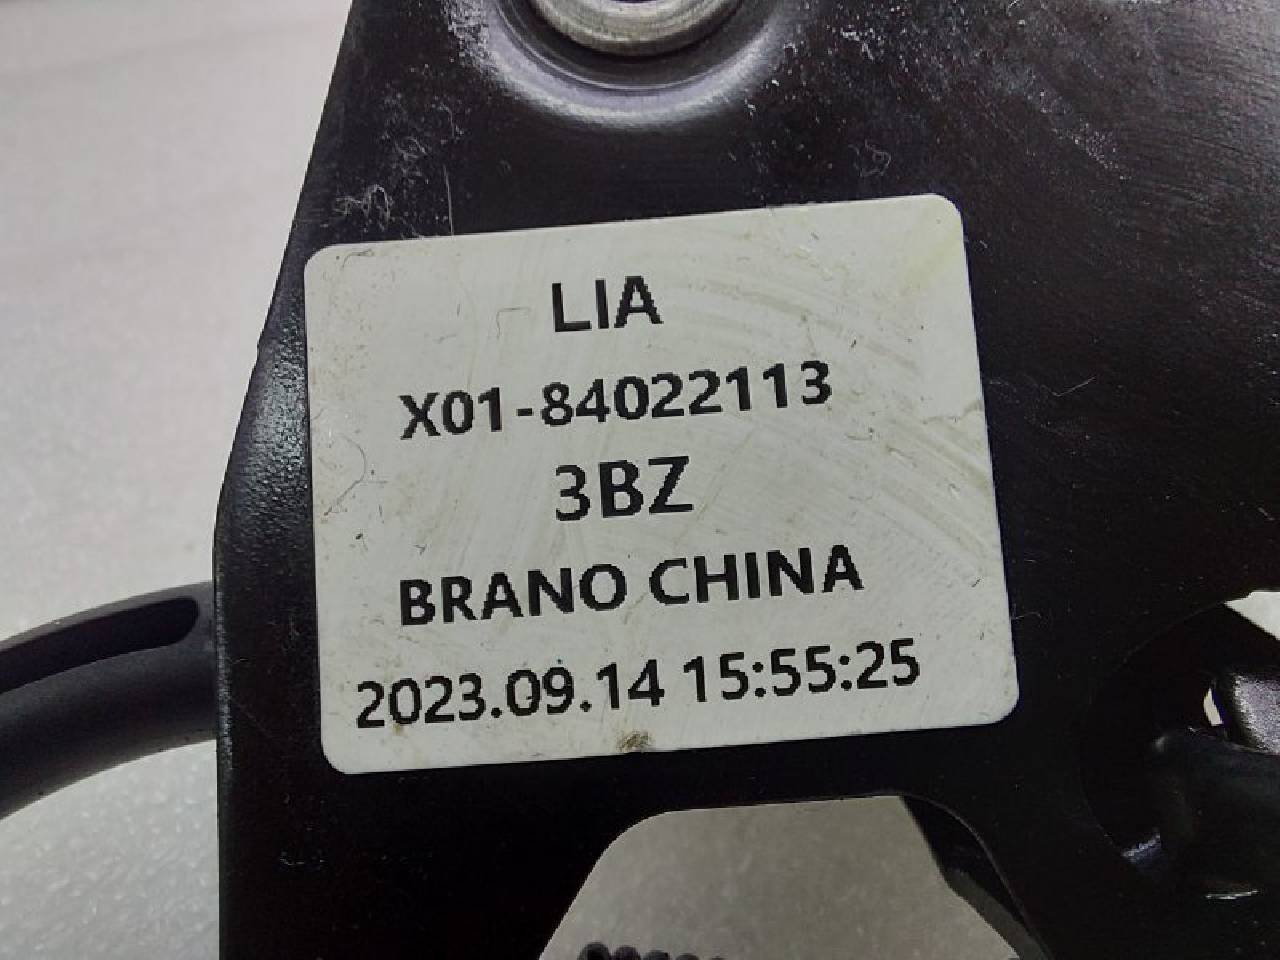 LIA
X01-84022113
3BZ
BRANO CHINA
2023.09.14 15:55:25